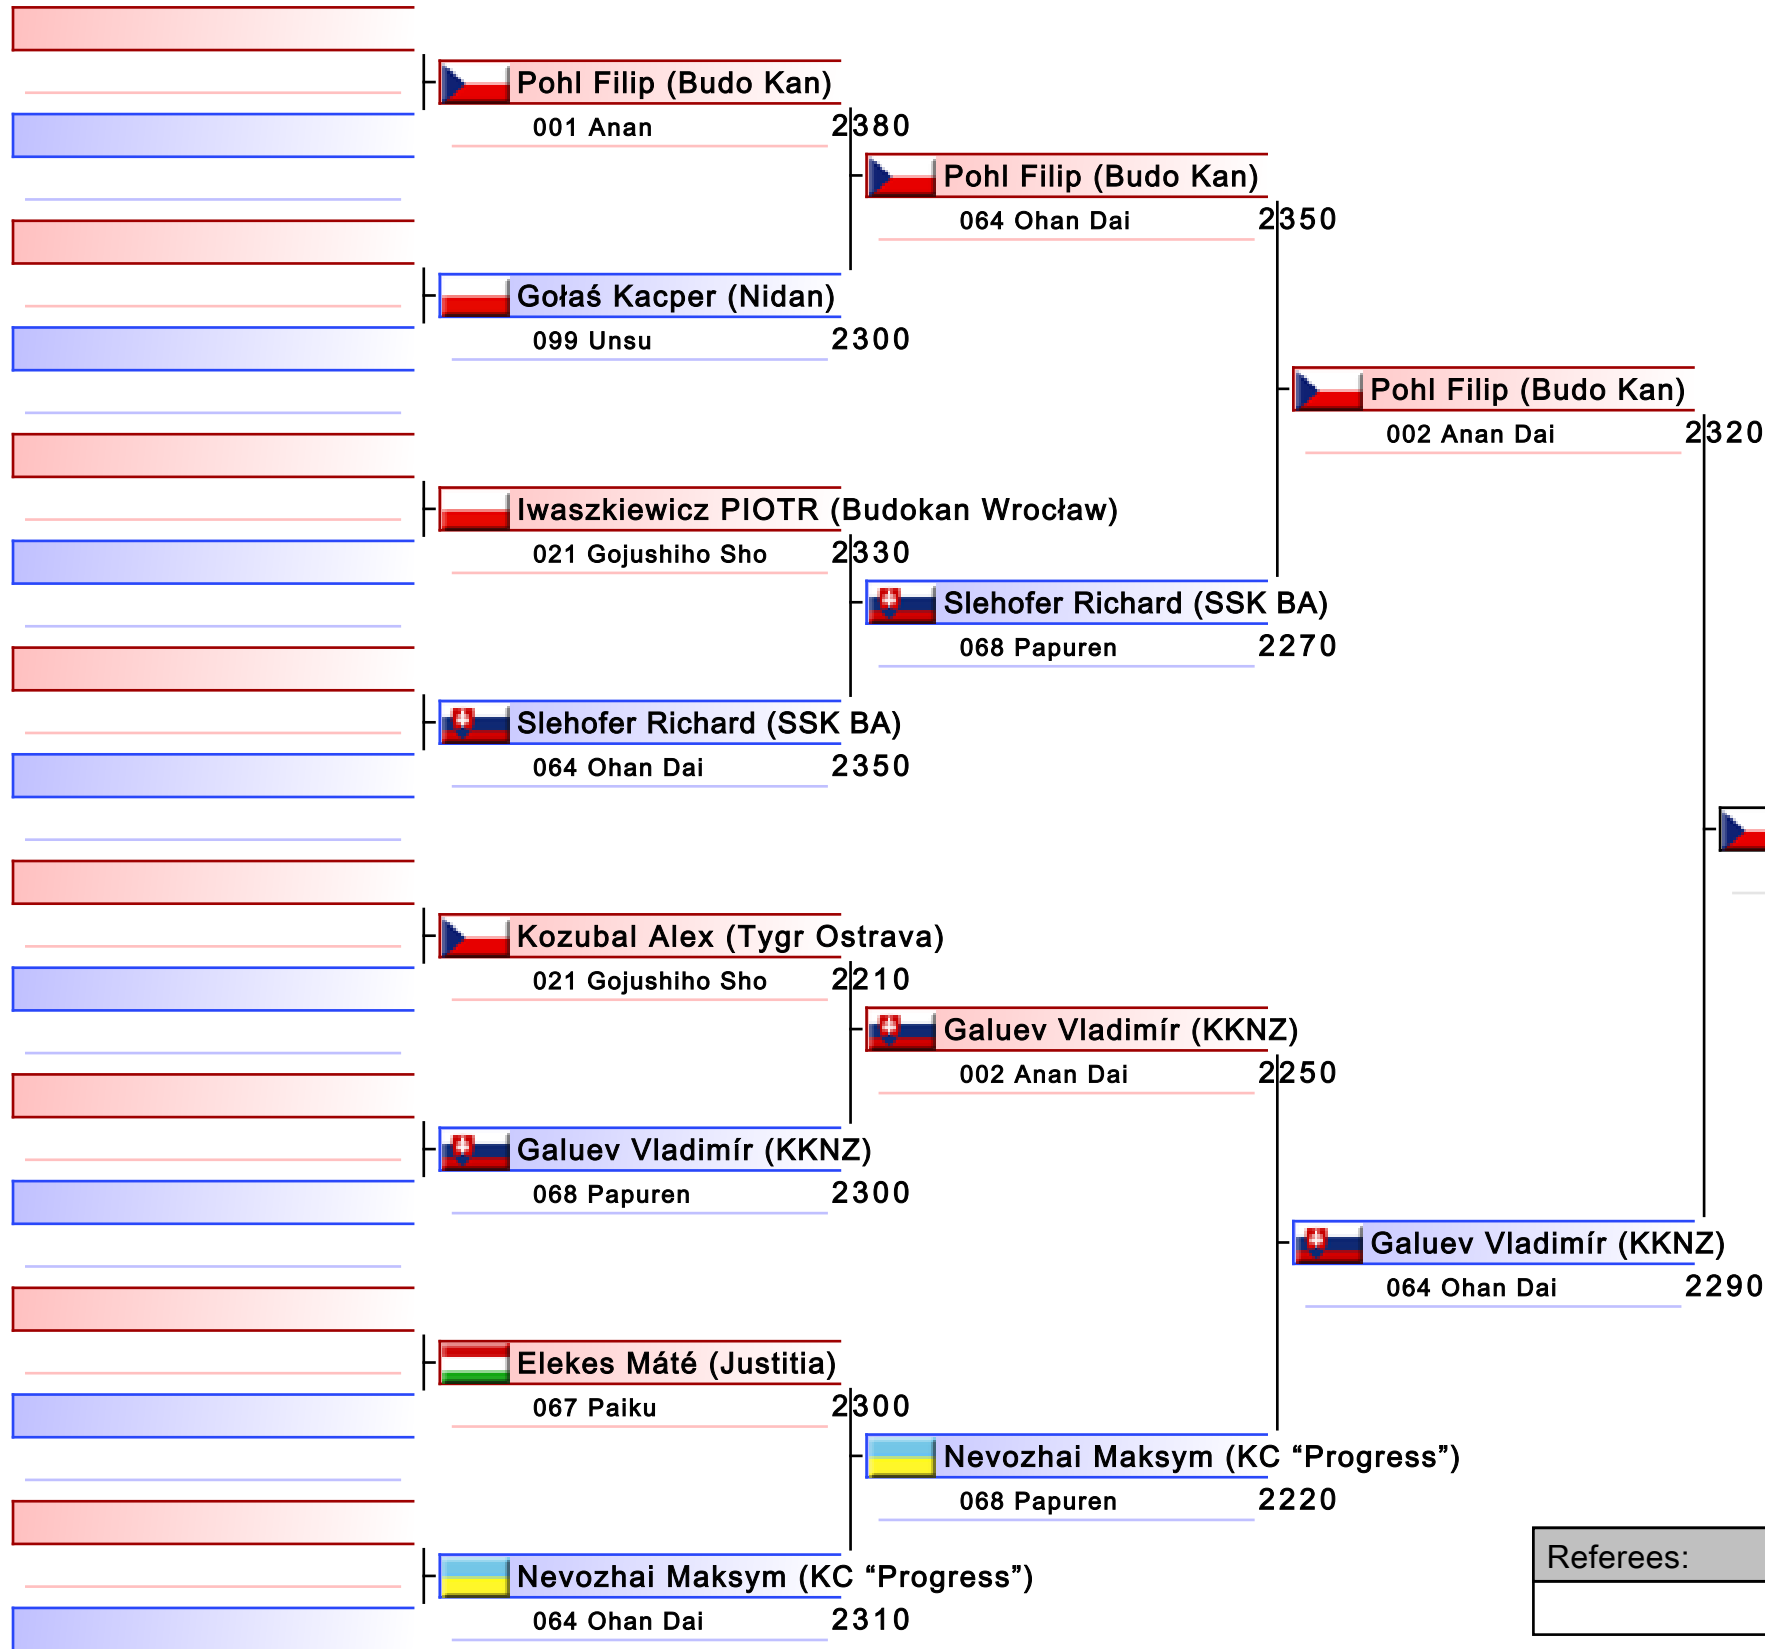 Pohl Filip (Budo Kan)
001 Anan 2380
Pohl Filip (Budo Kan)
064 Ohan Dai 2350
Gołaś Kacper (Nidan)
099 Unsu 2300
Pohl Filip (Budo Kan)
002 Anan Dai 2320
Iwaszkiewicz PIOTR (Budokan Wrocław)
021 Gojushiho Sho 2330
Slehofer Richard (SSK BA)
068 Papuren 2270
Slehofer Richard (SSK BA)
064 Ohan Dai 2350
Kozubal Alex (Tygr Ostrava)
021 Gojushiho Sho 2210
Galuev Vladimír (KKNZ)
002 Anan Dai 2250
Galuev Vladimír (KKNZ)
068 Papuren 2300
Galuev Vladimír (KKNZ)
064 Ohan Dai 2290
Elekes Máté (Justitia)
067 Paiku 2300
Nevozhai Maksym (KC “Progress”)
068 Papuren 2220
Referees:
Nevozhai Maksym (KC “Progress”)
064 Ohan Dai 2310